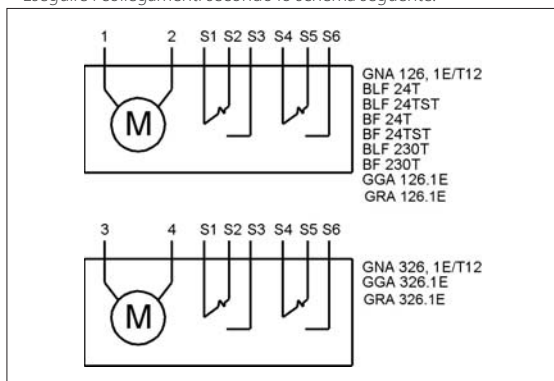 Eseguire i collegamenti secondo lo schema seguente:
1 2 S1 S2 S3 S4 S5 S6
M
GNA 126, 1E/T12
BLF 24T
BLF 24TST
BF 24T
BF 24TST
BLF 230T
BF 230T
GGA 126.1E
GRA 126.1E
3 4 S1 S2 S3 S4 S5 S6
M
GNA 326, 1E/T12
GGA 326.1E
GRA 326.1E